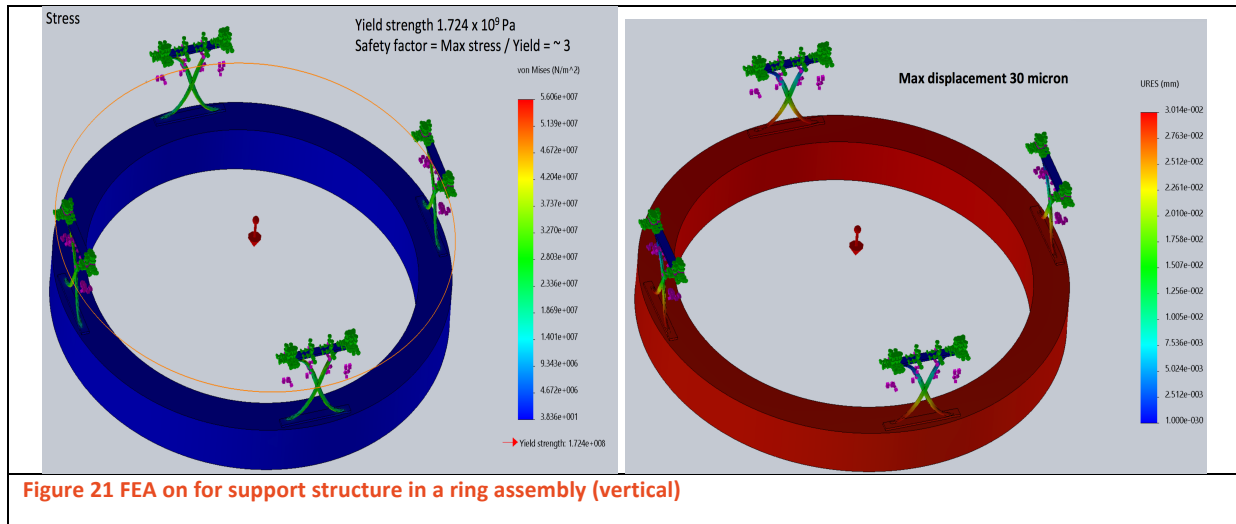 Stress
Yield strength 1.724 x 10⁹ Pa
Safety factor = Max stress / Yield = ~ 3
von Mises (N/m^2)
5.606e+007
5.139e+007
4.672e+007
4.204e+007
3.737e+007
3.270e+007
2.803e+007
2.336e+007
1.869e+007
1.401e+007
9.343e+006
4.672e+006
3.836e+001
Yield strength: 1.724e+008
Max displacement 30 micron
URES (mm)
3.014e-002
2.763e-002
2.512e-002
2.261e-002
2.010e-002
1.758e-002
1.507e-002
1.256e-002
1.005e-002
7.536e-003
5.024e-003
2.512e-003
1.000e-030
Figure 21 FEA on for support structure in a ring assembly (vertical)